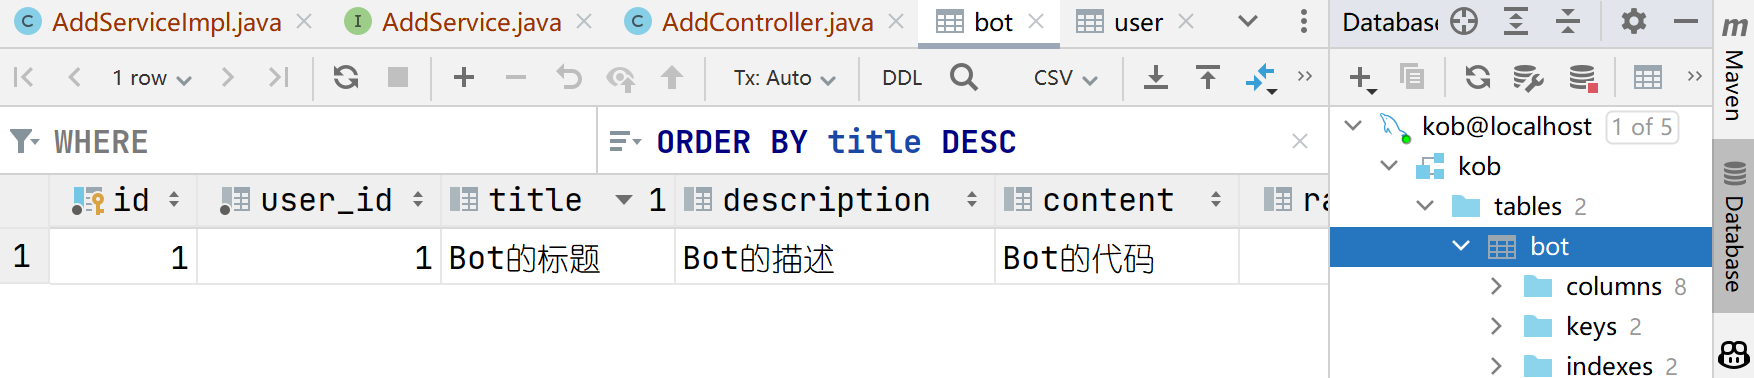 AddServiceImpl.java AddService.java AddController.java bot user
1 row Tx: Auto DDL CSV
WHERE ORDER BY title DESC
id user_id title 1 description content ra
1 1 1 Bot的标题 Bot的描述 Bot的代码
Database
kob@localhost 1 of 5
kob
tables 2
bot
columns 8
keys 2
indexes 2
m Maven
Database